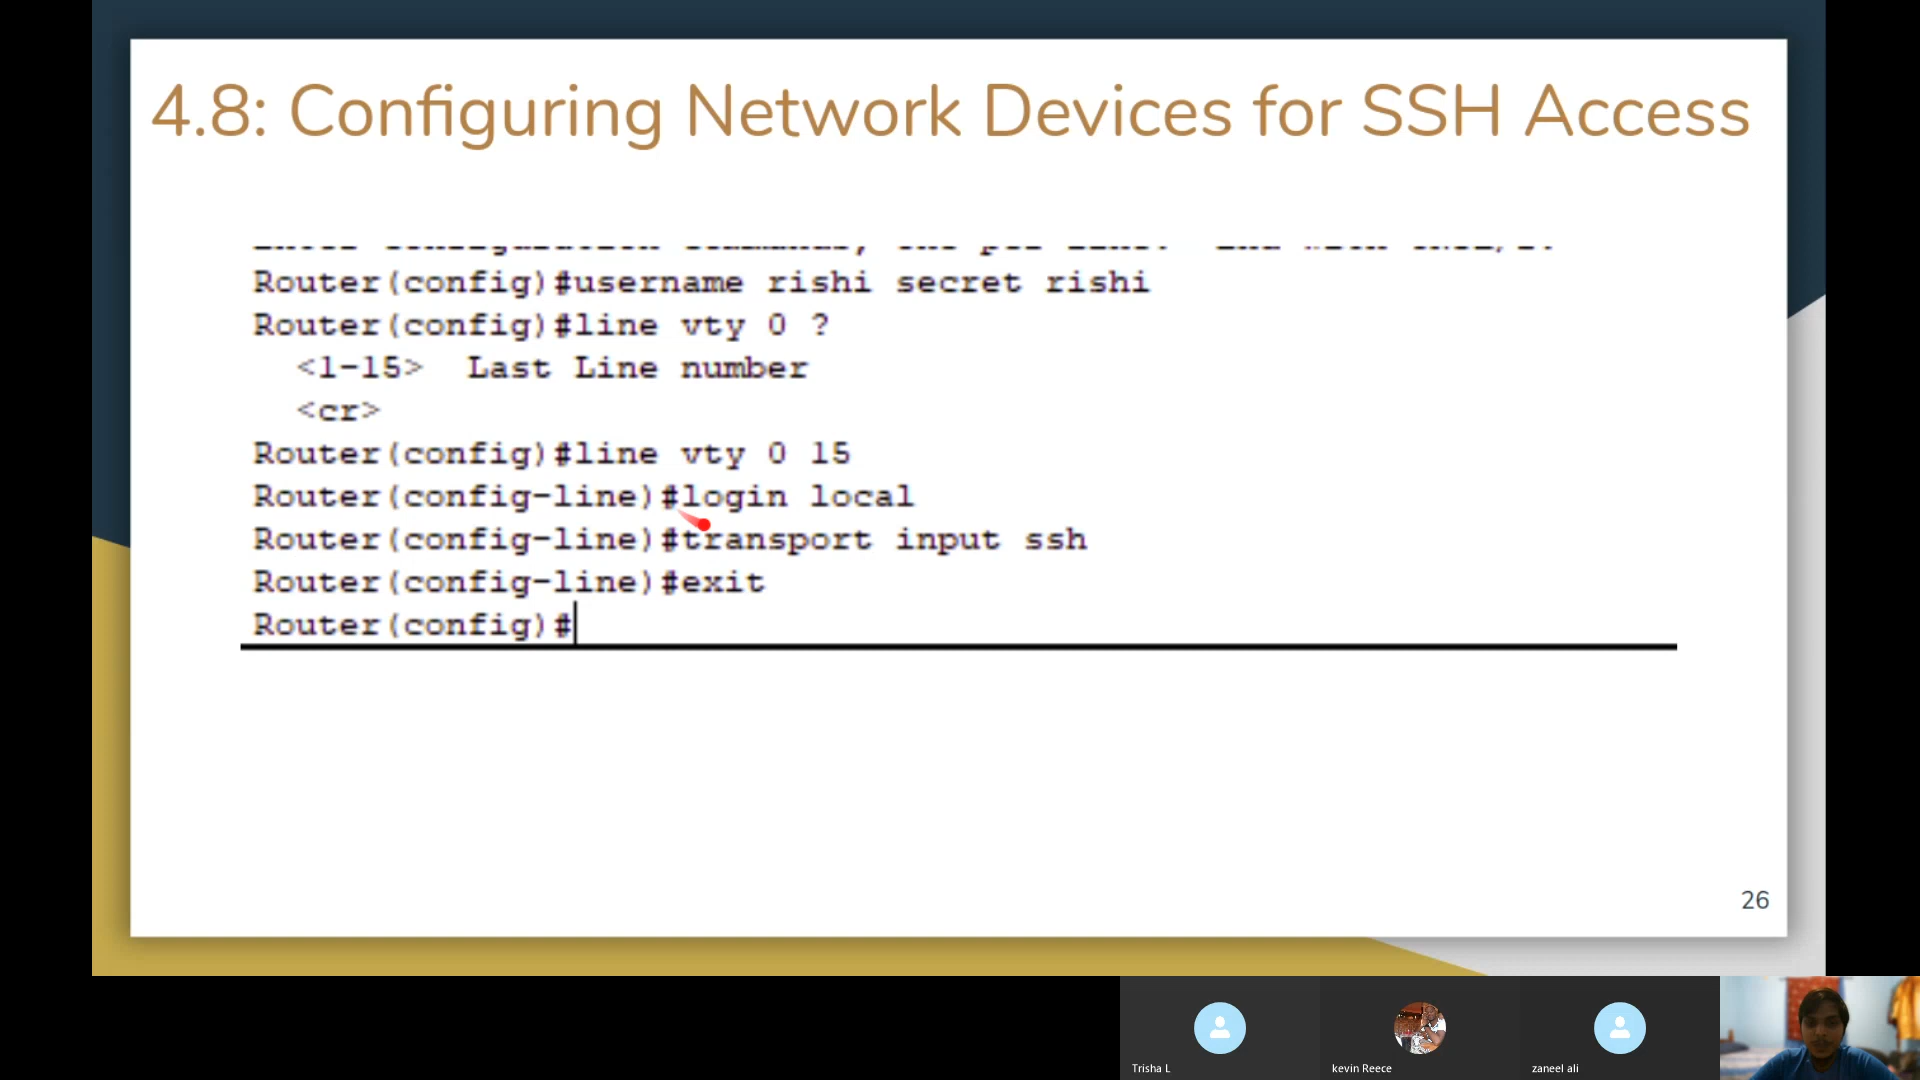 4.8: Configuring Network Devices for SSH Access
Router(config)#username rishi secret rishi
Router(config)#line vty 0 ?
<1-15> Last Line number
<cr>
Router(config)#line vty 0 15
Router(config-line)#login local
Router(config-line)#transport input ssh
Router(config-line)#exit
Router(config)#
26
Trisha L
kevin Reece
zaneel ali